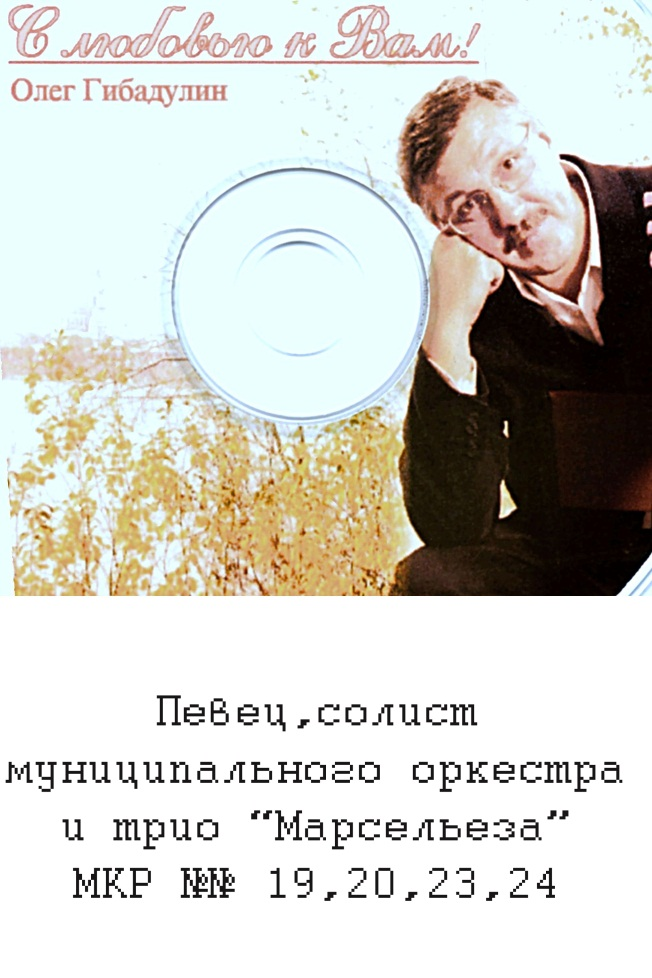 С любовью к Вам!
Олег Гибадулин
Певец,солист
муниципального оркестра
и трио “Марсельеза”
МКР №№ 19,20,23,24